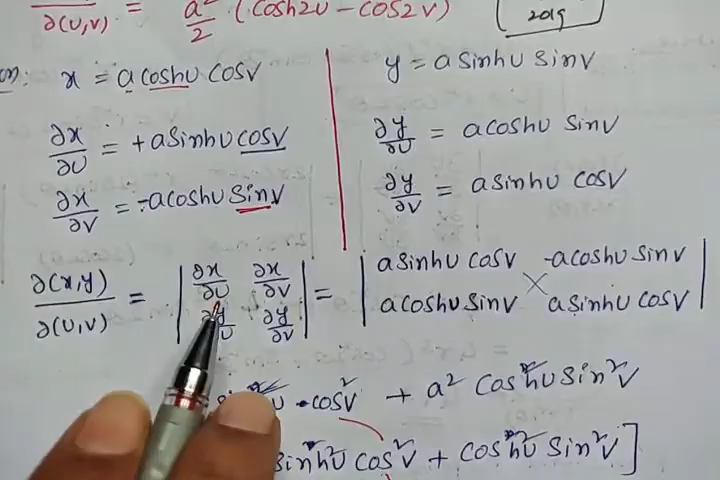 ∂(U,V) = a²/2 (cosh2U - cos2V) 2019
on: x = a coshU cosV
y = a sinhU sinV
∂x/∂U = +a sinhU cosV
∂y/∂U = a coshU sinV
∂x/∂V = -a coshU sinV
∂y/∂V = a sinhU cosV
∂(x,y)/∂(U,V) = | ∂x/∂U ∂x/∂V | = | a sinhU cosV -a coshU sinV |
| ∂y/∂U ∂y/∂V | | a coshU sinV a sinhU cosV |
U · cos²V + a² cosh²U sin²V
sinh²U cos²V + cosh²U sin²V]